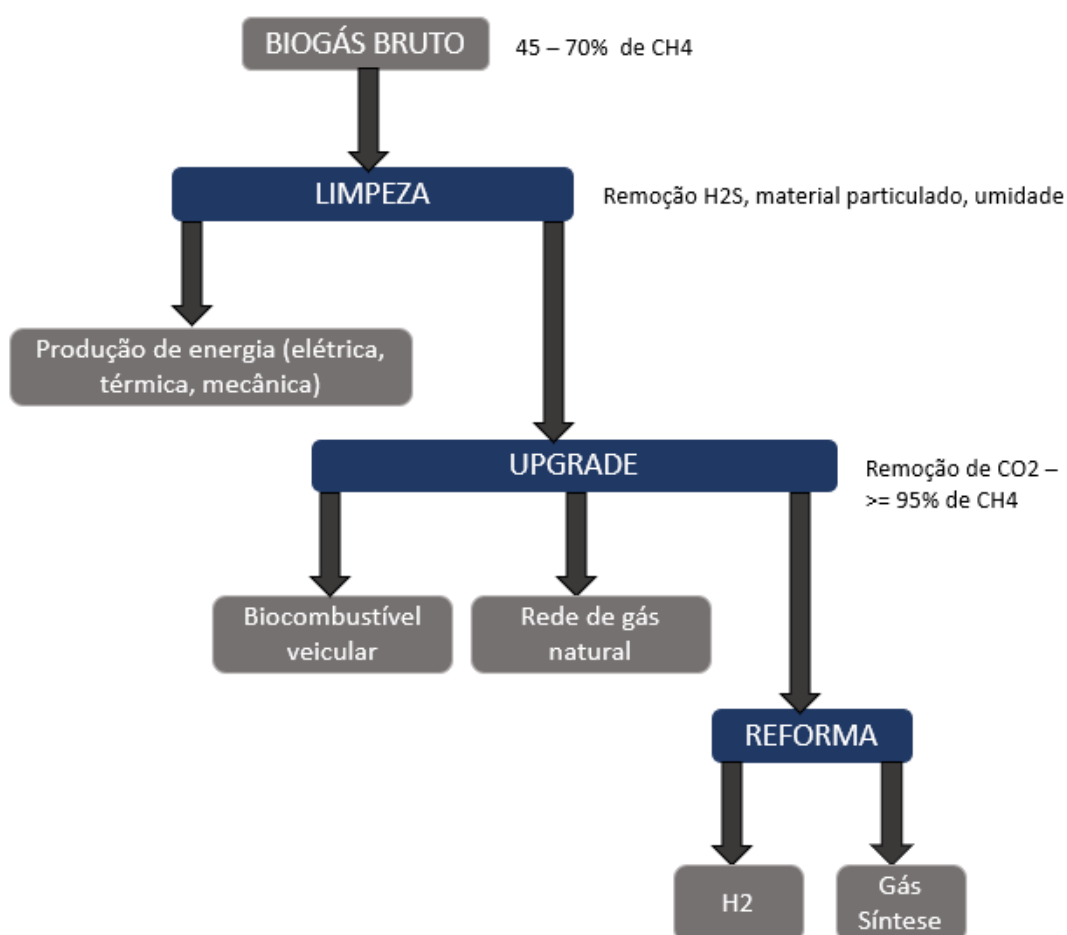 BIOGÁS BRUTO
45 – 70% de CH4
LIMPEZA
Remoção H2S, material particulado, umidade
Produção de energia (elétrica,
térmica, mecânica)
UPGRADE
Remoção de CO2 –
>= 95% de CH4
Biocombustível
veicular
Rede de gás
natural
REFORMA
H2
Gás
Síntese